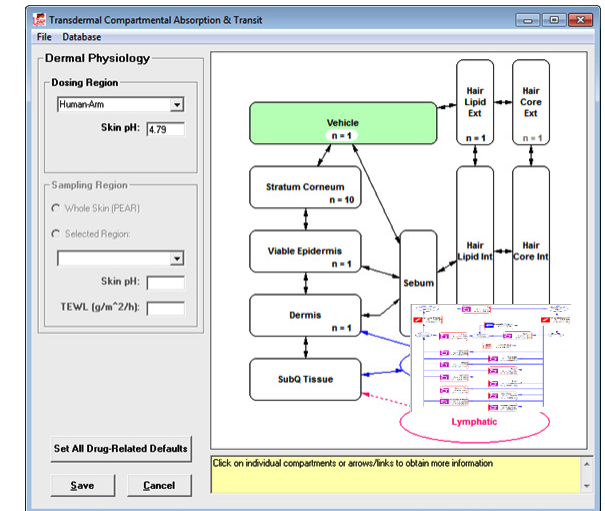 Transdermal Compartmental Absorption & Transit
File Database
Dermal Physiology
Dosing Region
Human-Arm
Skin pH: 4.79
Sampling Region
Whole Skin (PEAR)
Selected Region:
Skin pH:
TEWL (g/m^2/h):
Set All Drug-Related Defaults
Save Cancel
Vehicle
n = 1
Hair
Lipid
Ext
n = 1
Hair
Core
Ext
n = 1
Stratum Corneum
n = 10
Viable Epidermis
n = 1
Dermis
n = 1
SubQ Tissue
Sebum
Hair
Lipid Int
Hair
Core Int
Lymphatic
Click on individual compartments or arrows/links to obtain more information